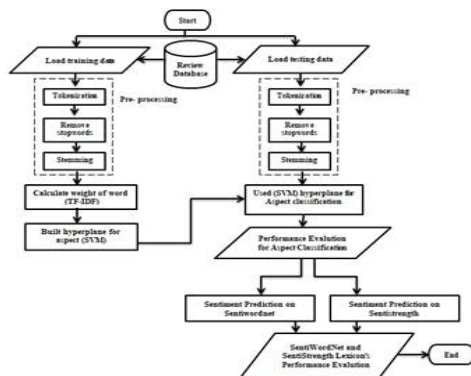 Start
Load training data
Review
Database
Load testing data
Pre- processing
Tokenization
Remove
stopwords
Stemming
Pre- processing
Tokenization
Remove
stopwords
Stemming
Calculate weight of word
(TF-IDF)
Built hyperplane for
aspect (SVM)
Used (SVM) hyperplane for
Aspect classification
Performance Evaluation
for Aspect Classification
Sentiment Prediction on
Sentiwordnet
Sentiment Prediction on
Sentistrength
SentiWordNet and
SentiStrength Lexicon's
Performance Evaluation
End